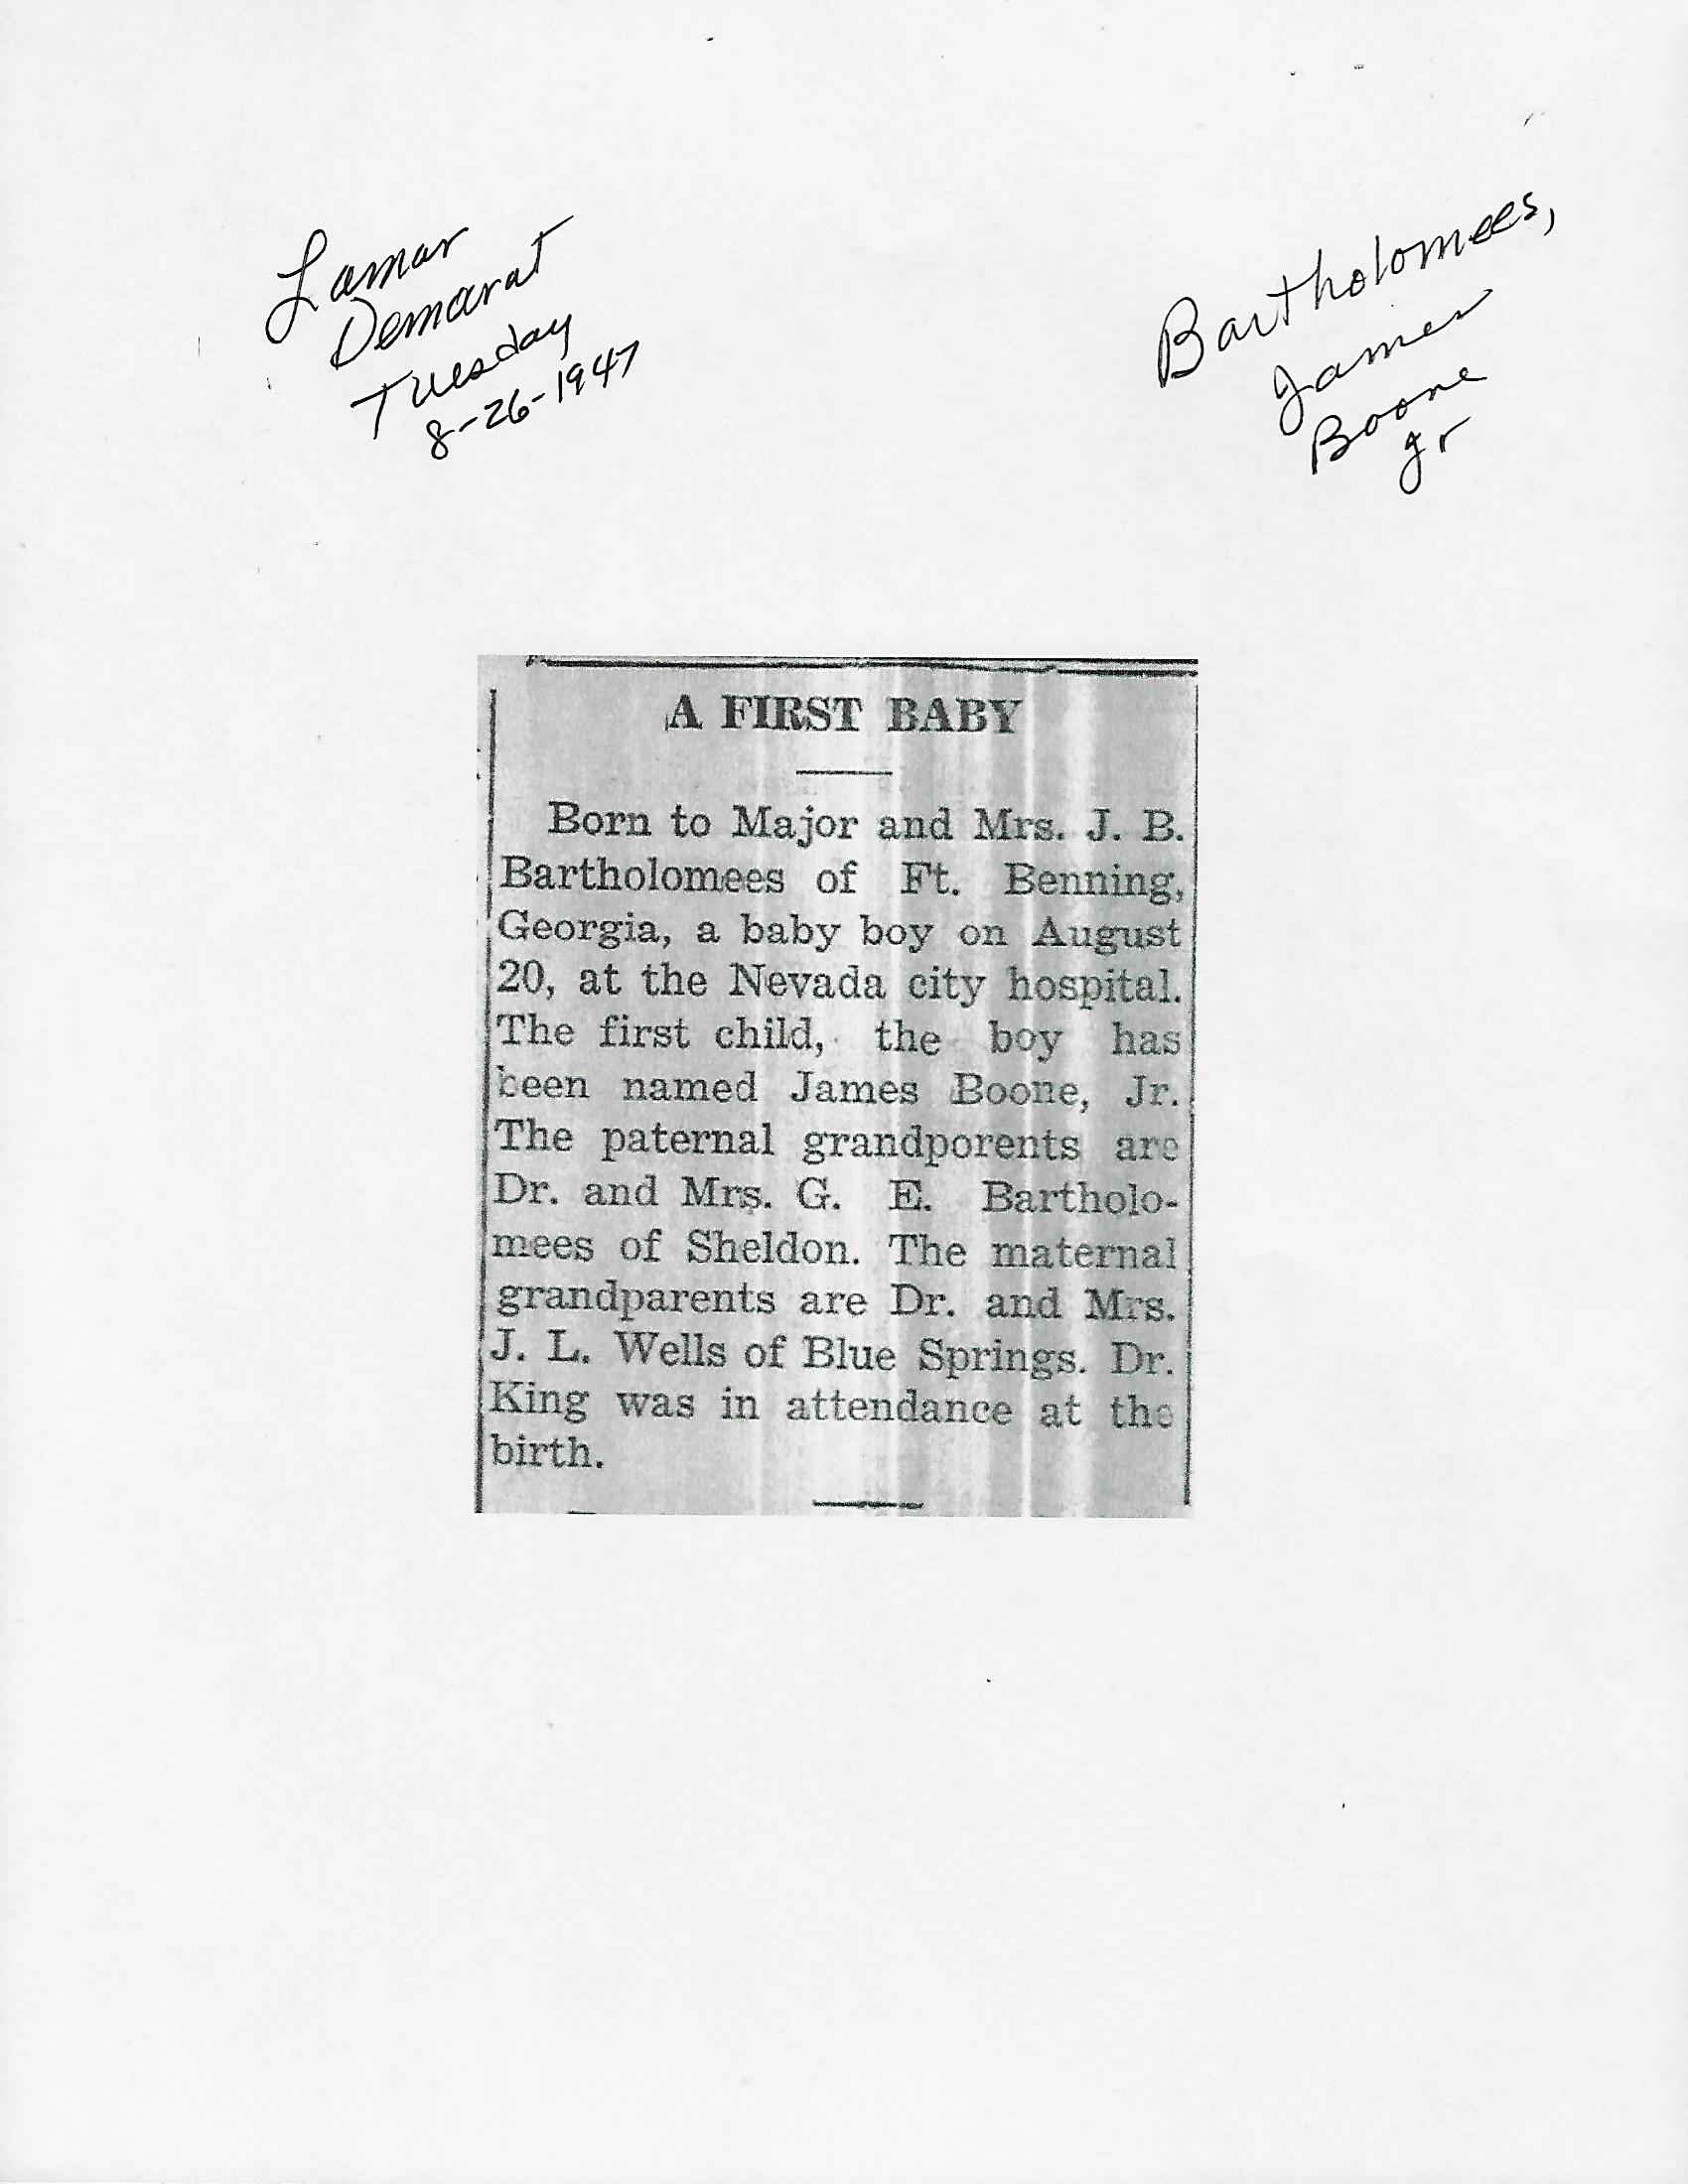 Lamar
Demarat
Tuesday
8-26-1947
Bartholomees,
James
Boone
Jr
A FIRST BABY
Born to Major and Mrs. J. B.
Bartholomees of Ft. Benning,
Georgia, a baby boy on August
20, at the Nevada city hospital.
The first child, the boy has
been named James Boone, Jr.
The paternal grandporents are
Dr. and Mrs. G. E. Bartholo-
mees of Sheldon. The maternal
grandparents are Dr. and Mrs.
J. L. Wells of Blue Springs. Dr.
King was in attendance at the
birth.